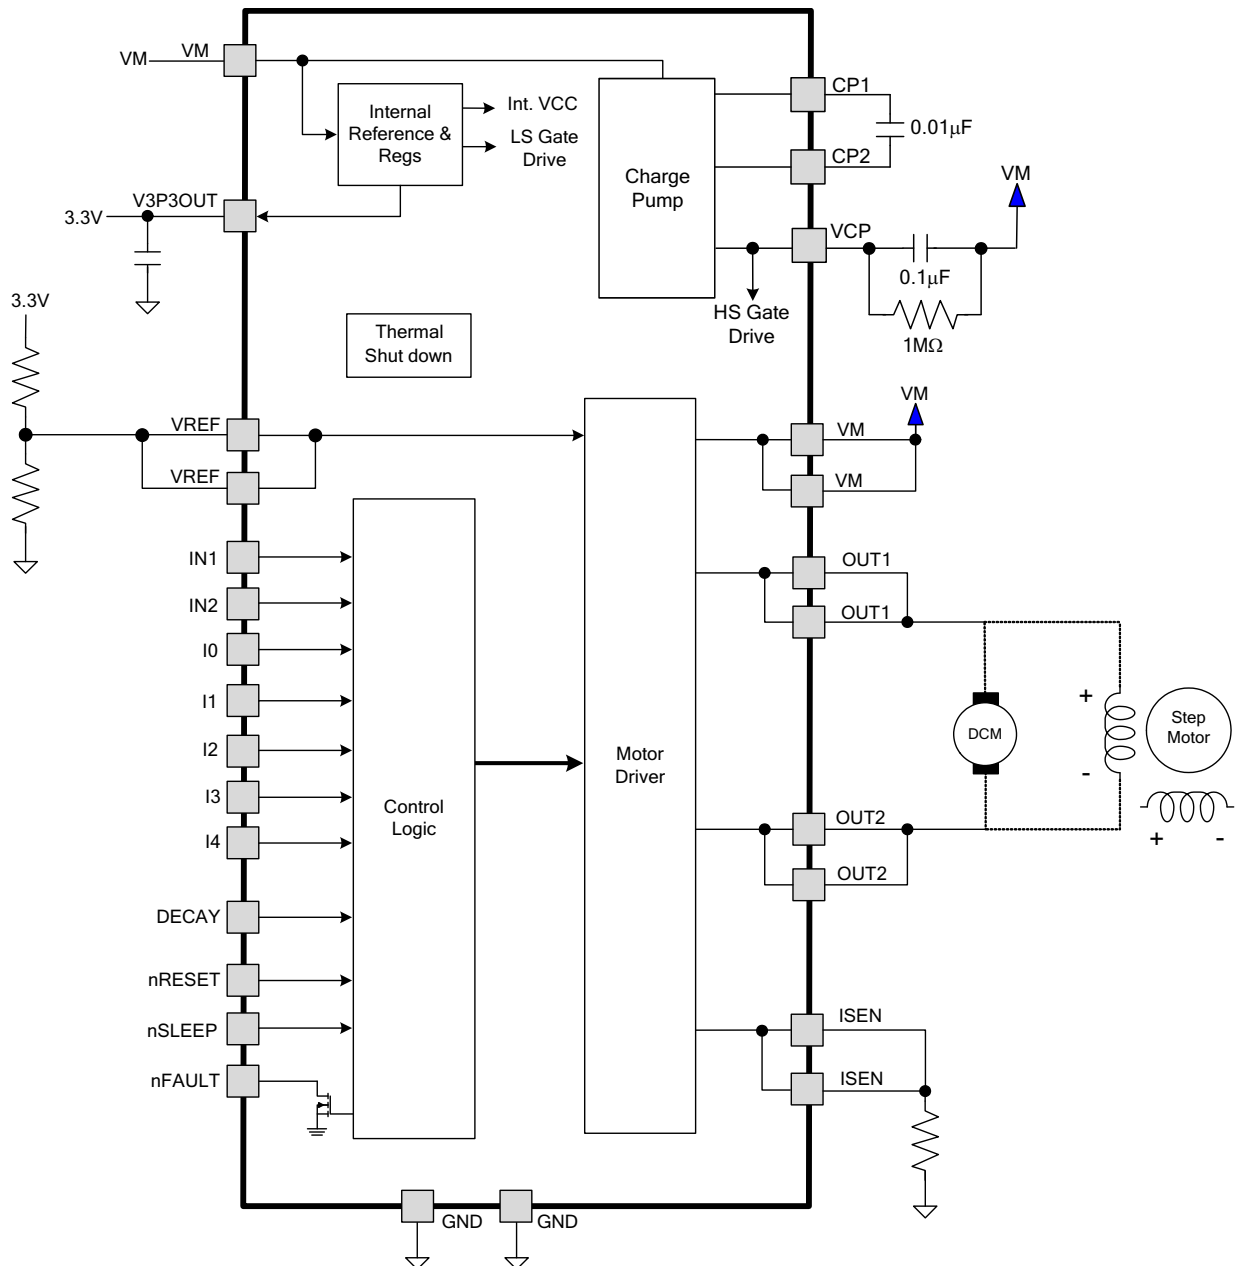 VM
VM
Internal
Reference &
Regs
Int. VCC
LS Gate
Drive
V3P3OUT
3.3V
Charge
Pump
CP1
0.01µF
CP2
VM
VCP
0.1µF
1MΩ
HS Gate
Drive
3.3V
Thermal
Shut down
VREF
VREF
VM
VM
VM
IN1
IN2
I0
I1
I2
I3
I4
DECAY
nRESET
nSLEEP
nFAULT
Control
Logic
Motor
Driver
OUT1
OUT1
+
DCM
-
Step
Motor
+ -
OUT2
OUT2
ISEN
ISEN
GND
GND